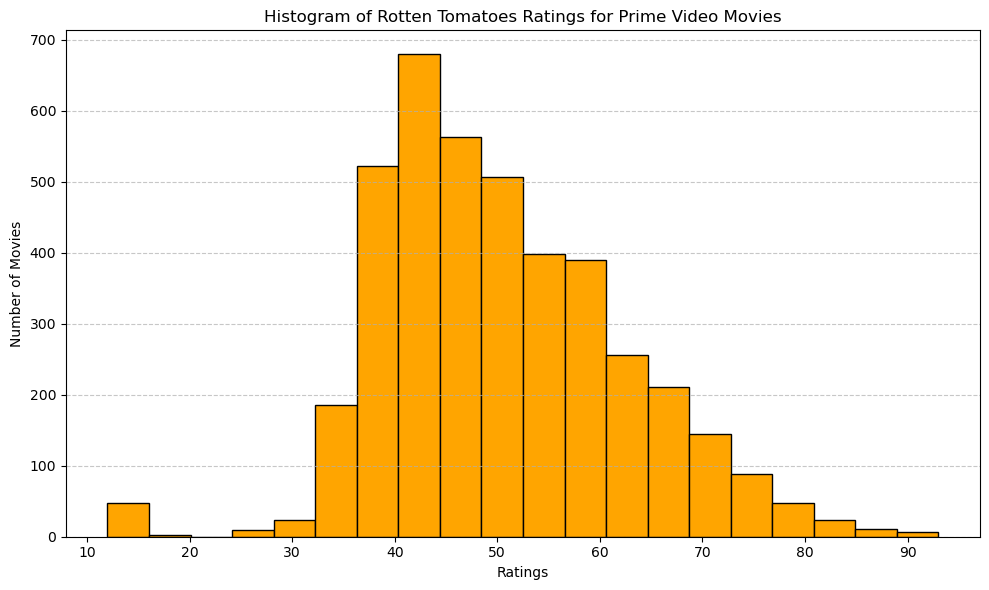 Histogram of Rotten Tomatoes Ratings for Prime Video Movies
700
600
500
400
300
200
100
0
Number of Movies
10 20 30 40 50 60 70 80 90
Ratings